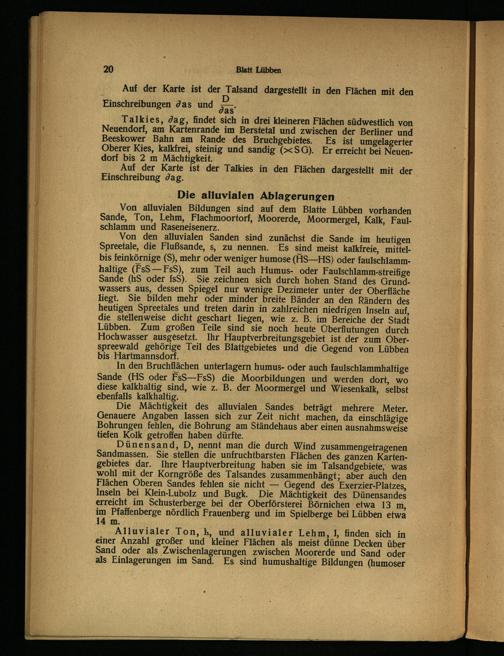 20
Blatt Lübben
Auf der Karte ist der Talsand dargestellt in den Flächen mit den
Einschreibungen ∂as und D/∂as.
Talkies, ∂ag, findet sich in drei kleineren Flächen südwestlich von
Neuendorf, am Kartenrande im Berstetal und zwischen der Berliner und
Beeskower Bahn am Rande des Bruchgebietes. Es ist umgelagerter
Oberer Kies, kalkfrei, steinig und sandig (×SG). Er erreicht bei Neuen-
dorf bis 2 m Mächtigkeit.
Auf der Karte ist der Talkies in den Flächen dargestellt mit der
Einschreibung ∂ag.
Die alluvialen Ablagerungen
Von alluvialen Bildungen sind auf dem Blatte Lübben vorhanden
Sande, Ton, Lehm, Flachmoortorf, Moorerde, Moormergel, Kalk, Faul-
schlamm und Raseneisenerz.
Von den alluvialen Sanden sind zunächst die Sande im heutigen
Spreetale, die Flußsande, s, zu nennen. Es sind meist kalkfreie, mittel-
bis feinkörnige (S), mehr oder weniger humose (H̆S—HS) oder faulschlamm-
haltige (F̆sS—FsS), zum Teil auch Humus- oder Faulschlamm-streifige
Sande (hS oder fsS). Sie zeichnen sich durch hohen Stand des Grund-
wassers aus, dessen Spiegel nur wenige Dezimeter unter der Oberfläche
liegt. Sie bilden mehr oder minder breite Bänder an den Rändern des
heutigen Spreetales und treten darin in zahlreichen niedrigen Inseln auf,
die stellenweise dicht geschart liegen, wie z. B. im Bereiche der Stadt
Lübben. Zum großen Teile sind sie noch heute Überflutungen durch
Hochwasser ausgesetzt. Ihr Hauptverbreitungsgebiet ist der zum Ober-
spreewald gehörige Teil des Blattgebietes und die Gegend von Lübben
bis Hartmannsdorf.
In den Bruchflächen unterlagern humus- oder auch faulschlammhaltige
Sande (HS oder F̆sS—FsS) die Moorbildungen und werden dort, wo
diese kalkhaltig sind, wie z. B. der Moormergel und Wiesenkalk, selbst
ebenfalls kalkhaltig.
Die Mächtigkeit des alluvialen Sandes beträgt mehrere Meter.
Genauere Angaben lassen sich zur Zeit nicht machen, da einschlägige
Bohrungen fehlen, die Bohrung am Ständehaus aber einen ausnahmsweise
tiefen Kolk getroffen haben dürfte.
Dünensand, D, nennt man die durch Wind zusammengetragenen
Sandmassen. Sie stellen die unfruchtbarsten Flächen des ganzen Karten-
gebietes dar. Ihre Hauptverbreitung haben sie im Talsandgebiete, was
wohl mit der Korngröße des Talsandes zusammenhängt; aber auch den
Flächen Oberen Sandes fehlen sie nicht — Gegend des Exerzier-Platzes,
Inseln bei Klein-Lubolz und Bugk. Die Mächtigkeit des Dünensandes
erreicht im Schusterberge bei der Oberförsterei Börnichen etwa 13 m,
im Pfaffenberge nördlich Frauenberg und im Spielberge bei Lübben etwa
14 m.
Alluvialer Ton, h, und alluvialer Lehm, l, finden sich in
einer Anzahl großer und kleiner Flächen als meist dünne Decken über
Sand oder als Zwischenlagerungen zwischen Moorerde und Sand oder
als Einlagerungen im Sand. Es sind humushaltige Bildungen (humoser